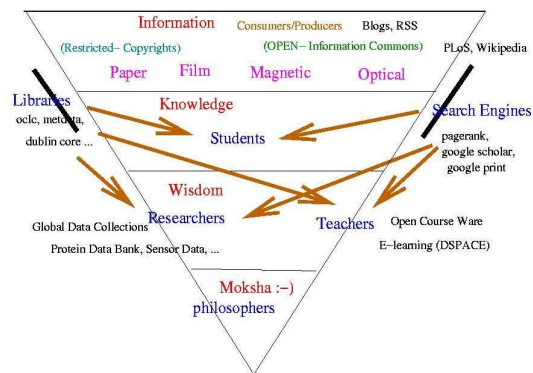 Information
Consumers/Producers
Blogs, RSS
(Restricted– Copyrights)
(OPEN– Information Commons)
PLoS, Wikipedia
Paper
Film
Magnetic
Optical
Libraries
oclc, metdata,
dublin core ...
Knowledge
Students
Search Engines
pagerank,
google scholar,
google print
Wisdom
Researchers
Teachers
Global Data Collections
Protein Data Bank, Sensor Data, ...
Open Course Ware
E–learning (DSPACE)
Moksha :–)
philosophers